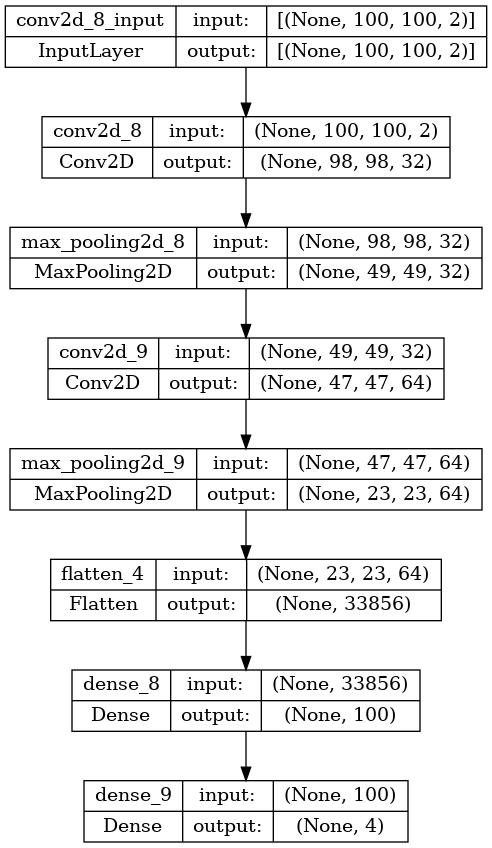 conv2d_8_input input: [(None, 100, 100, 2)]
InputLayer output: [(None, 100, 100, 2)]
conv2d_8 input: (None, 100, 100, 2)
Conv2D output: (None, 98, 98, 32)
max_pooling2d_8 input: (None, 98, 98, 32)
MaxPooling2D output: (None, 49, 49, 32)
conv2d_9 input: (None, 49, 49, 32)
Conv2D output: (None, 47, 47, 64)
max_pooling2d_9 input: (None, 47, 47, 64)
MaxPooling2D output: (None, 23, 23, 64)
flatten_4 input: (None, 23, 23, 64)
Flatten output: (None, 33856)
dense_8 input: (None, 33856)
Dense output: (None, 100)
dense_9 input: (None, 100)
Dense output: (None, 4)